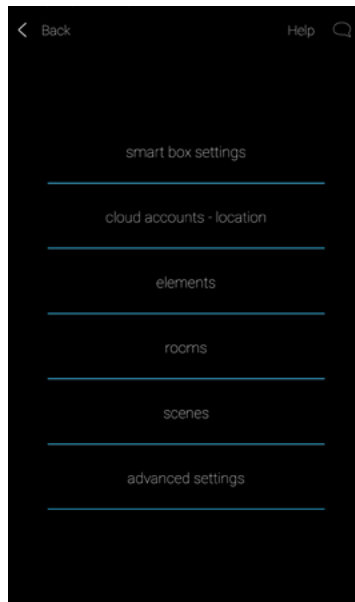 Back Help
smart box settings
cloud accounts - location
elements
rooms
scenes
advanced settings